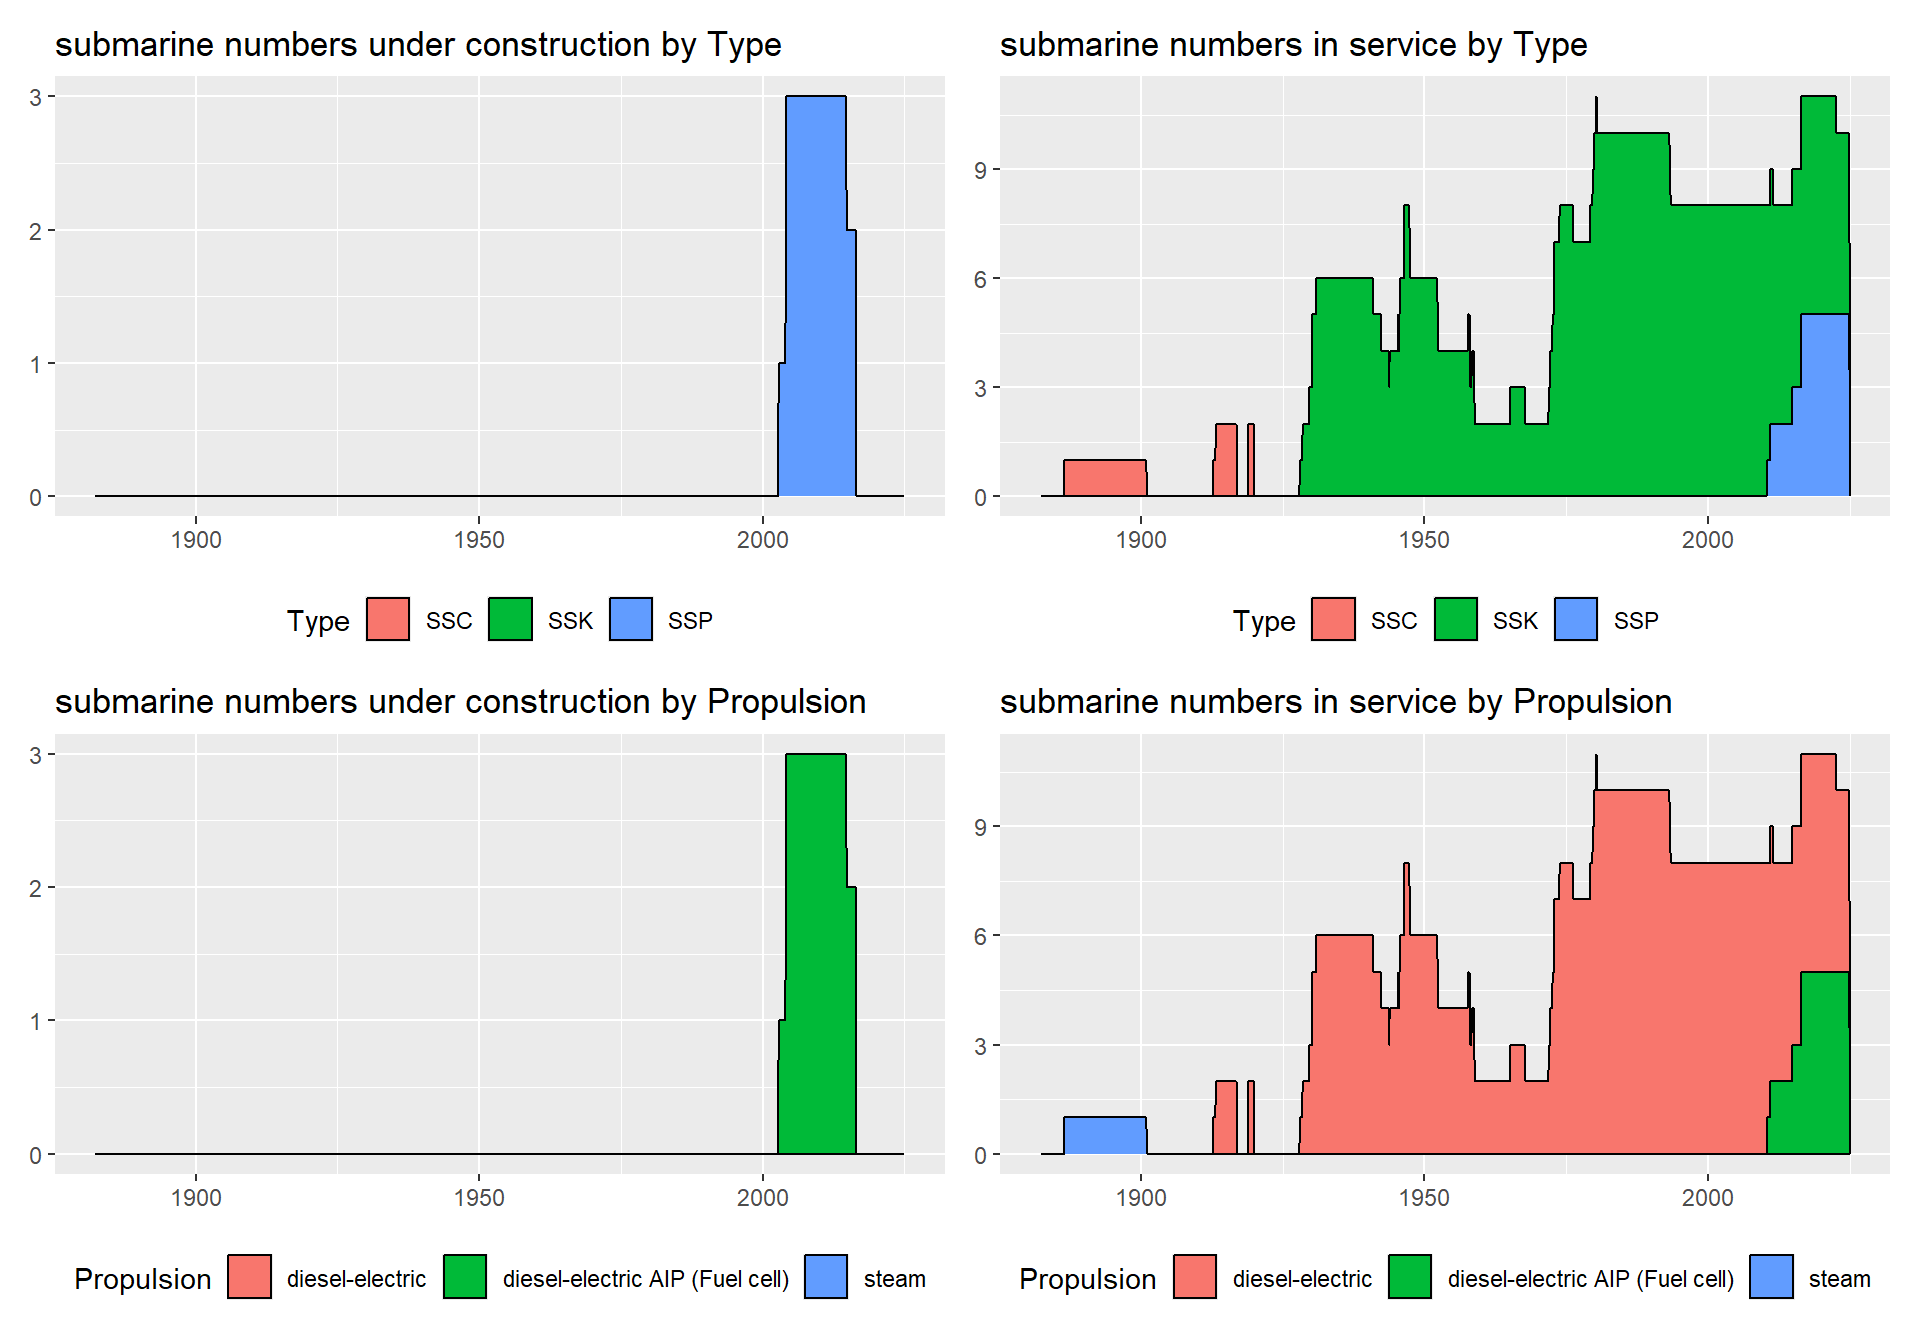 submarine numbers under construction by Type
3
2
1
0
1900 1950 2000
Type SSC SSK SSP
submarine numbers in service by Type
9
6
3
0
1900 1950 2000
Type SSC SSK SSP
submarine numbers under construction by Propulsion
3
2
1
0
1900 1950 2000
Propulsion diesel-electric diesel-electric AIP (Fuel cell) steam
submarine numbers in service by Propulsion
9
6
3
0
1900 1950 2000
Propulsion diesel-electric diesel-electric AIP (Fuel cell) steam